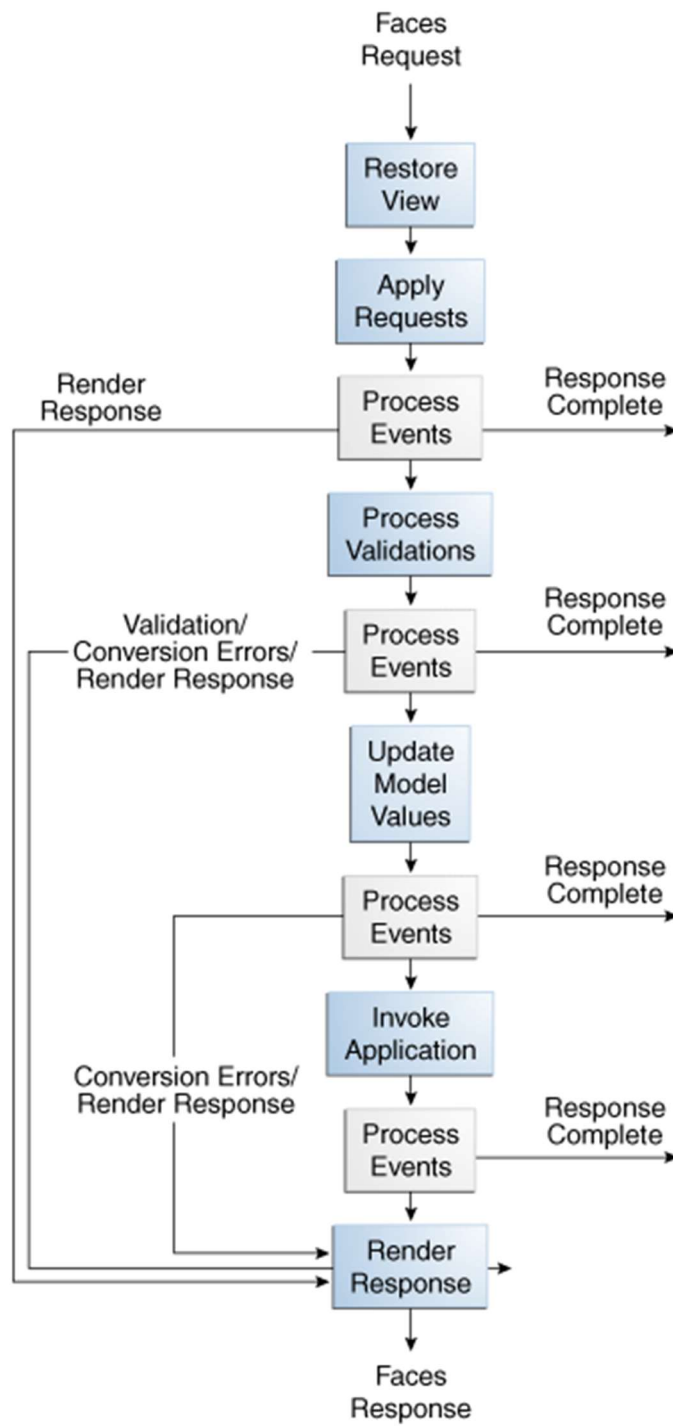 Faces
Request
Restore
View
Apply
Requests
Render
Response
Process
Events
Response
Complete
Process
Validations
Validation/
Conversion Errors/
Render Response
Process
Events
Response
Complete
Update
Model
Values
Process
Events
Response
Complete
Invoke
Application
Conversion Errors/
Render Response
Process
Events
Response
Complete
Render
Response
Faces
Response